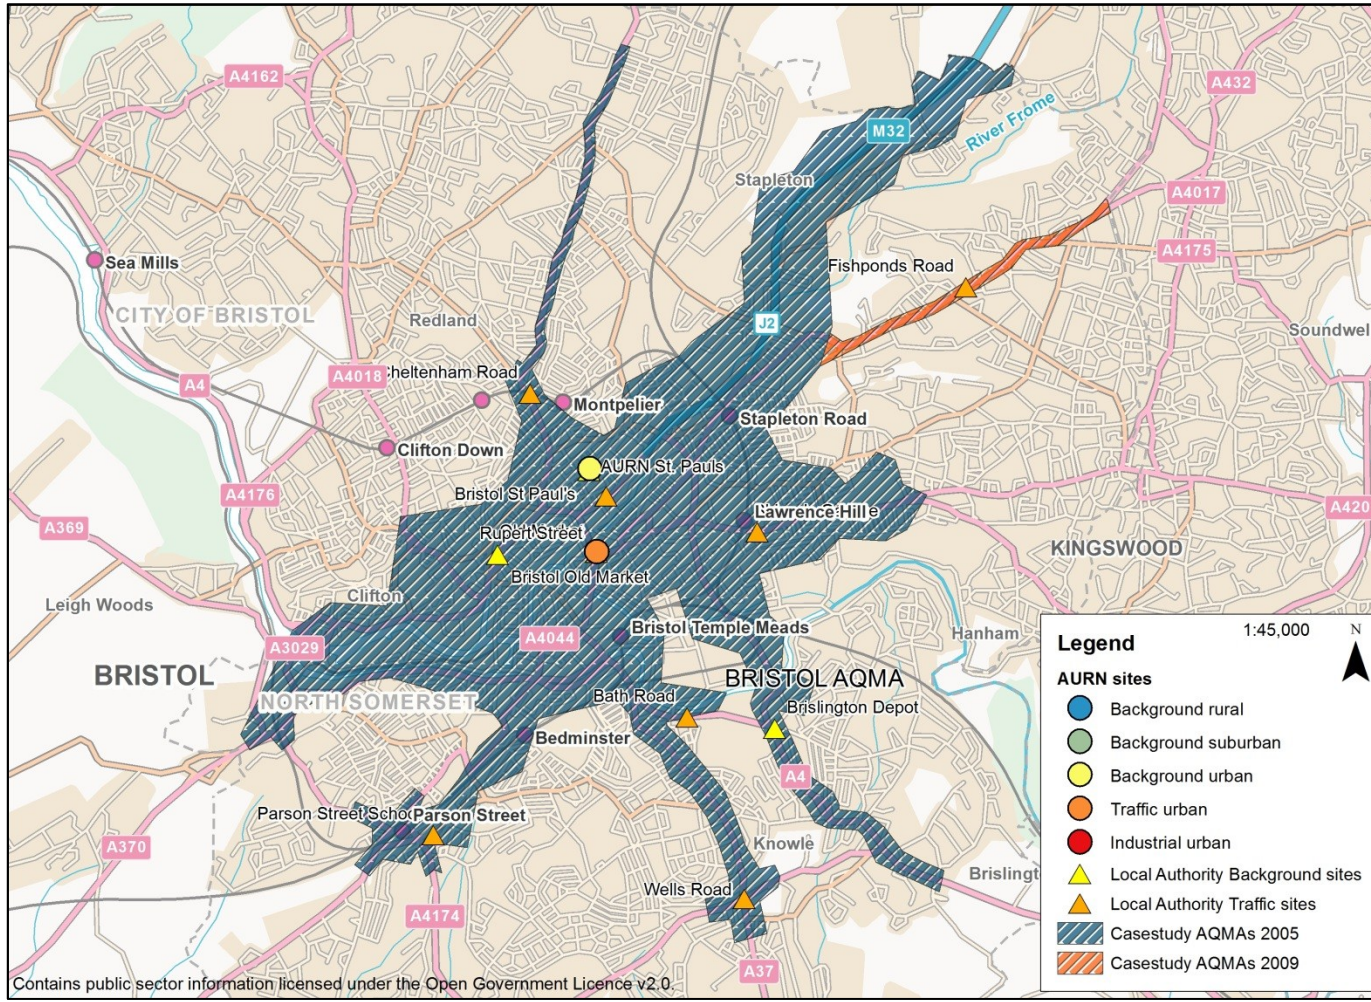 A4162
A432
M32
River Frome
Stapleton
A4017
A4175
Fishponds Road
Sea Mills
CITY OF BRISTOL
Redland
J2
Soundwel
A4
A4018
Cheltenham Road
Montpelier
Stapleton Road
Clifton Down
AURN St. Pauls
A4176
Bristol St Paul's
A369
Lawrence Hill
A420
Rupert Street
KINGSWOOD
Bristol Old Market
Leigh Woods
Clifton
A3029
A4044
Bristol Temple Meads
Hanham
BRISTOL
NORTH SOMERSET
Bath Road
BRISTOL AQMA
Brislington Depot
Bedminster
A4
Parson Street Scho
Parson Street
A370
Knowle
Brislingt
Wells Road
A4174
A37
Contains public sector information licensed under the Open Government Licence v2.0.
Legend
1:45,000
N
AURN sites
Background rural
Background suburban
Background urban
Traffic urban
Industrial urban
Local Authority Background sites
Local Authority Traffic sites
Casestudy AQMAs 2005
Casestudy AQMAs 2009